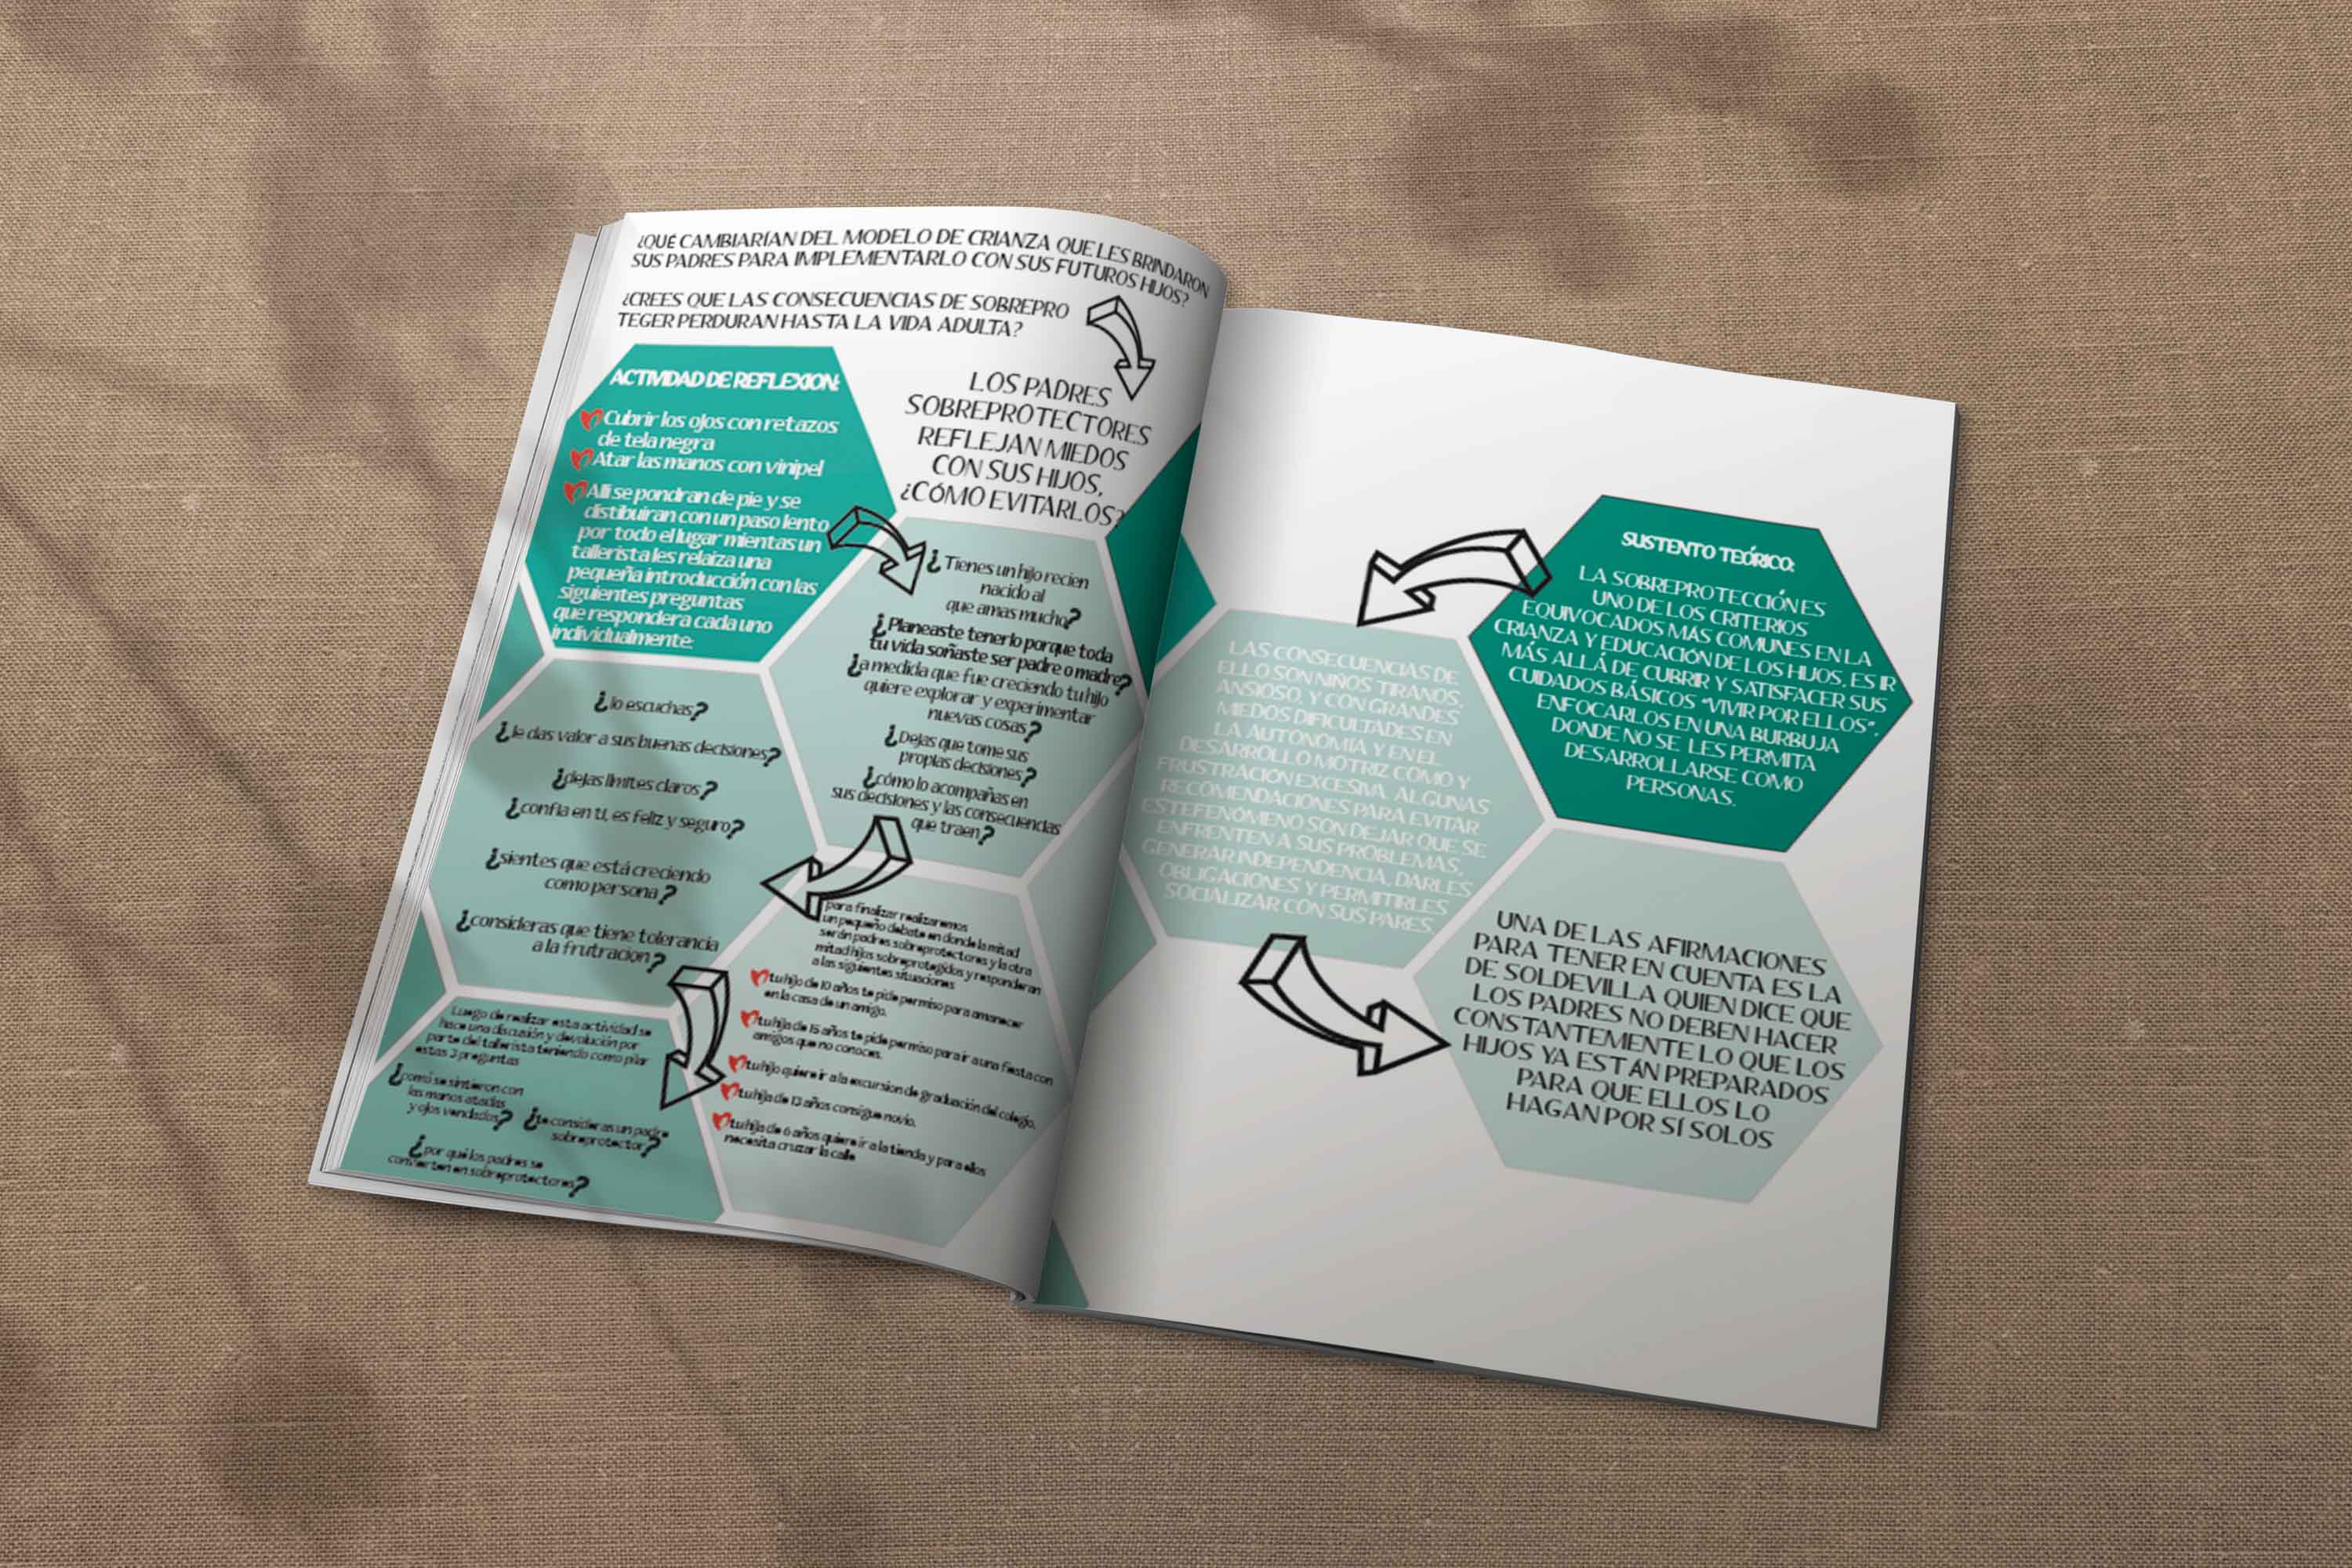 ¿QUÉ CAMBIARÍAN DEL MODELO DE CRIANZA QUE LES BRINDARON
SUS PADRES PARA IMPLEMENTARLO CON SUS FUTUROS HIJOS?
¿CREES QUE LAS CONSECUENCIAS DE SOBREPRO
TEGER PERDURAN HASTA LA VIDA ADULTA?
LOS PADRES
SOBREPROTECTORES
REFLEJAN MIEDOS
CON SUS HIJOS,
¿CÓMO EVITARLOS?
ACTIVIDAD DE REFLEXION:
Cubrir los ojos con retazos
de tela negra
Atar las manos con vinipel
Alli se pondran de pie y se
distibuiran con un paso lento
por todo el lugar mientas un
tallerista les relaiza una
pequeña introducción con las
siguientes preguntas
que respondera cada uno
individualmente:
¿Tienes un hijo recien
nacido al
que amas mucho?
¿Planeaste tenerlo porque toda
tu vida soñaste ser padre o madre?
¿a medida que fue creciendo tu hijo
quiere explorar y experimentar
nuevas cosas?
¿Dejas que tome sus
propias decisiones?
¿cómo lo acompañas en
sus decisiones y las consecuencias
que traen?
¿lo escuchas?
¿le das valor a sus buenas decisiones?
¿dejas limites claros?
¿confia en ti, es feliz y seguro?
¿sientes que está creciendo
como persona?
¿consideras que tiene tolerancia
a la frutracion?
para finalizar realizaremos
un pequeño debate en donde la mitad
serán padres sobreprotectores y la otra
mitad hijos sobreprotegidos y responderan
a las siguientes situaciones
tu hijo de 10 años te pide permiso para amanecer
en la casa de un amigo.
tu hija de 15 años te pide permiso para ir a una fiesta con
amigos que no conoces.
tu hijo quiere ir a la excursion de graduación del colegio.
tu hija de 13 años consigue novio.
tu hija de 6 años quiere ir a la tienda y para ellos
necesita cruzar la calle
Luego de realizar esta actividad se
hace una discusión y devolución por
parte del tallerista teniendo como pilar
estas 3 preguntas
¿como se sintieron con
las manos atadas
y ojos vendados?
¿te consideras un padre
sobreprotector?
¿por qué los padres se
convierten en sobreprotectores?
SUSTENTO TEÓRICO:
LA SOBREPROTECCIÓN ES
UNO DE LOS CRITERIOS
EQUIVOCADOS MÁS COMUNES EN LA
CRIANZA Y EDUCACIÓN DE LOS HIJOS, ES IR
MÁS ALLÁ DE CUBRIR Y SATISFACER SUS
CUIDADOS BÁSICOS "VIVIR POR ELLOS",
ENFOCARLOS EN UNA BURBUJA
DONDE NO SE LES PERMITA
DESARROLLARSE COMO
PERSONAS.
LAS CONSECUENCIAS DE
ELLO SON NIÑOS TIRANOS,
ANSIOSO, Y CON GRANDES
MIEDOS DIFICULTADES EN
LA AUTONOMÍA Y EN EL
DESARROLLO MOTRIZ CÓMO Y
FRUSTRACIÓN EXCESIVA. ALGUNAS
RECOMENDACIONES PARA EVITAR
ESTE FENÓMENO SON DEJAR QUE SE
ENFRENTEN A SUS PROBLEMAS,
GENERAR INDEPENDENCIA, DARLES
OBLIGACIONES Y PERMITIRLES
SOCIALIZAR CON SUS PARES.
UNA DE LAS AFIRMACIONES
PARA TENER EN CUENTA ES LA
DE SOLDEVILLA QUIEN DICE QUE
LOS PADRES NO DEBEN HACER
CONSTANTEMENTE LO QUE LOS
HIJOS YA ESTÁN PREPARADOS
PARA QUE ELLOS LO
HAGAN POR SÍ SOLOS